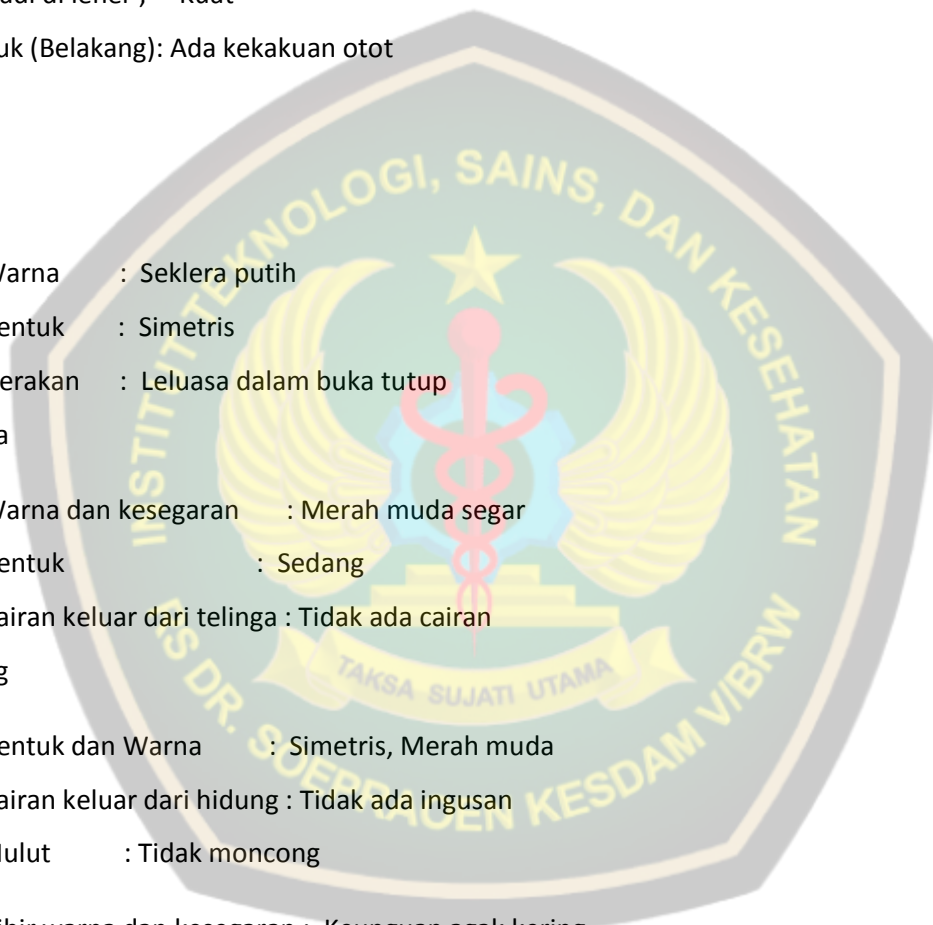 uk (Belakang): Ada kekakuan otot
INSTITUT TEKNOLOGI, SAINS, DAN KESEHATAN
arna : Seklera putih
entuk : Simetris
erakan : Leluasa dalam buka tutup
a
Warna dan kesegaran : Merah muda segar
entuk : Sedang
airan keluar dari telinga : Tidak ada cairan
g
TAKSA SUJATI UTAMA
entuk dan Warna : Simetris, Merah muda
airan keluar dari hidung : Tidak ada ingusan
ulut : Tidak moncong
RS DR. SOEPRAOEN KESDAM V/BRW